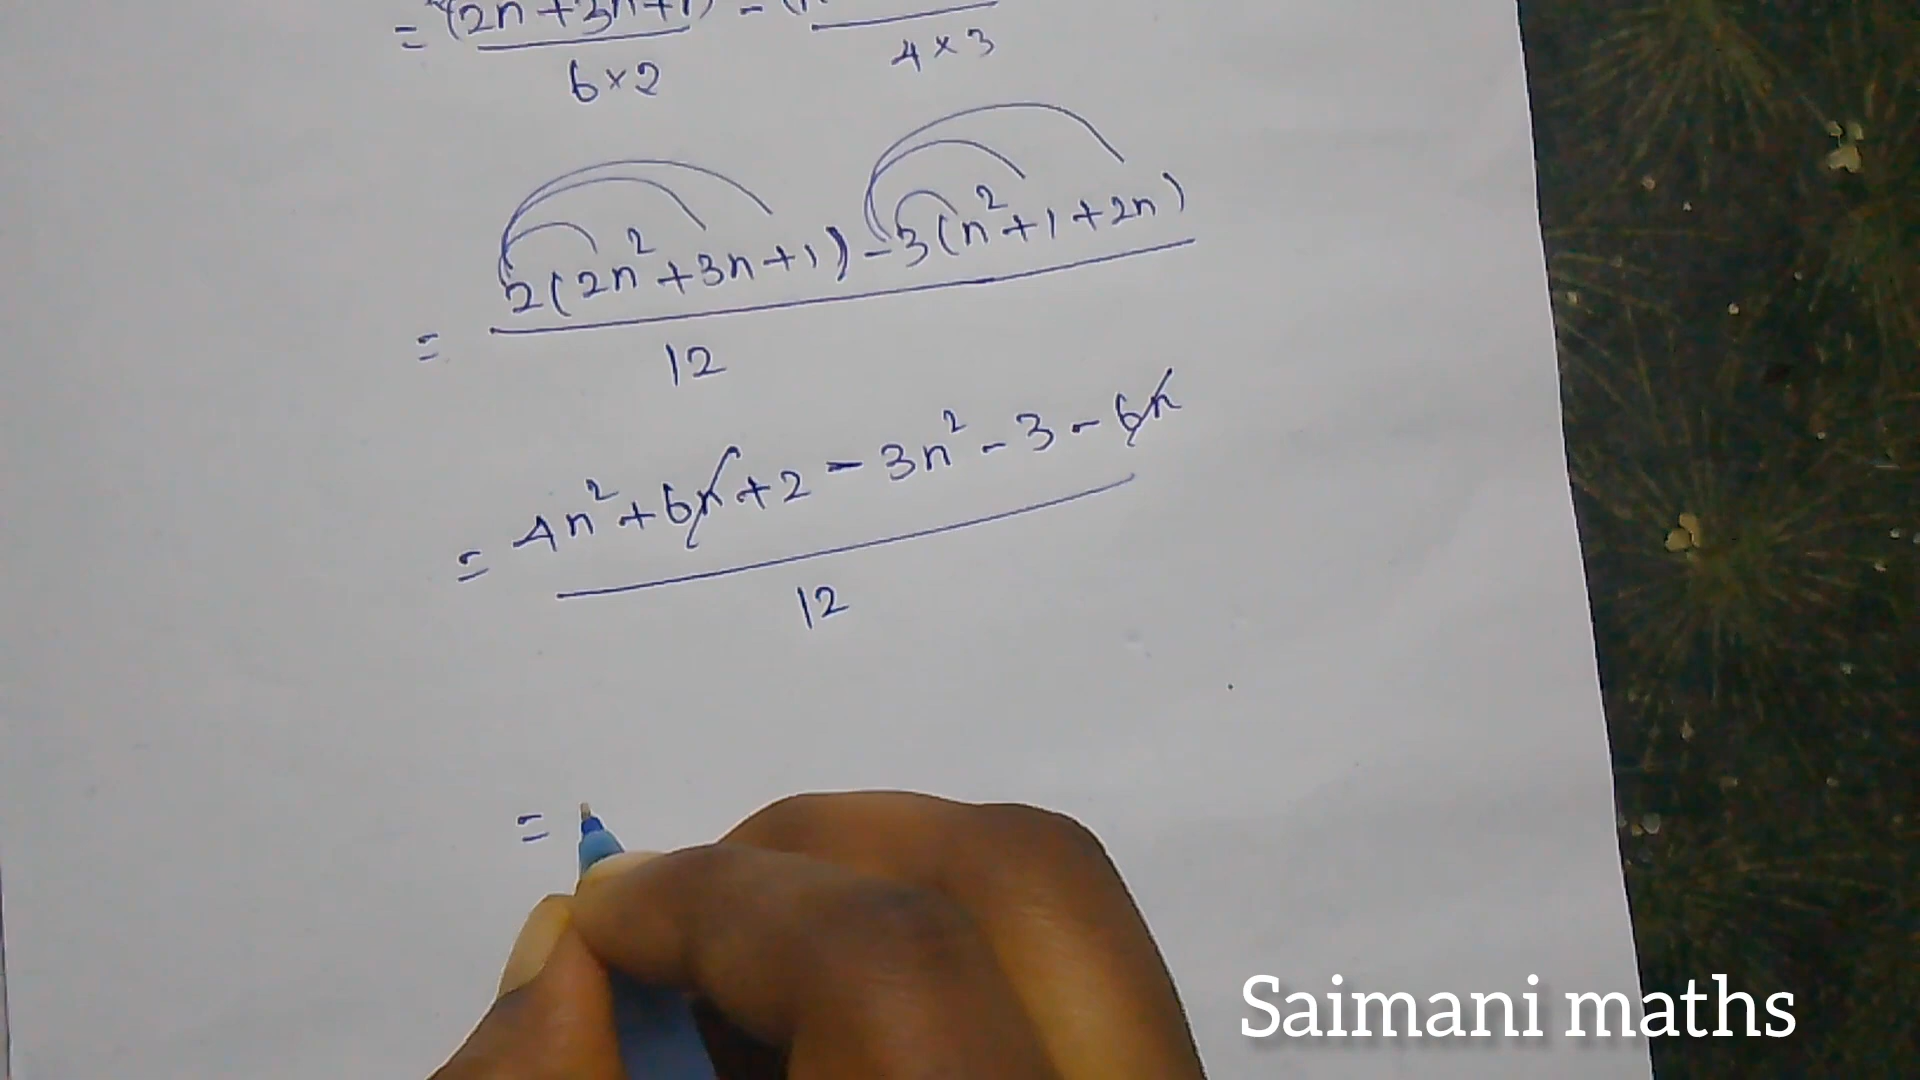 = (2n²+3n+1) - (n
6×2 4×3
2(2n²+3n+1) - 3(n²+1+2n)
=
12
= 4n²+6n+2 - 3n² - 3 - 6n
12
=
Saimani maths